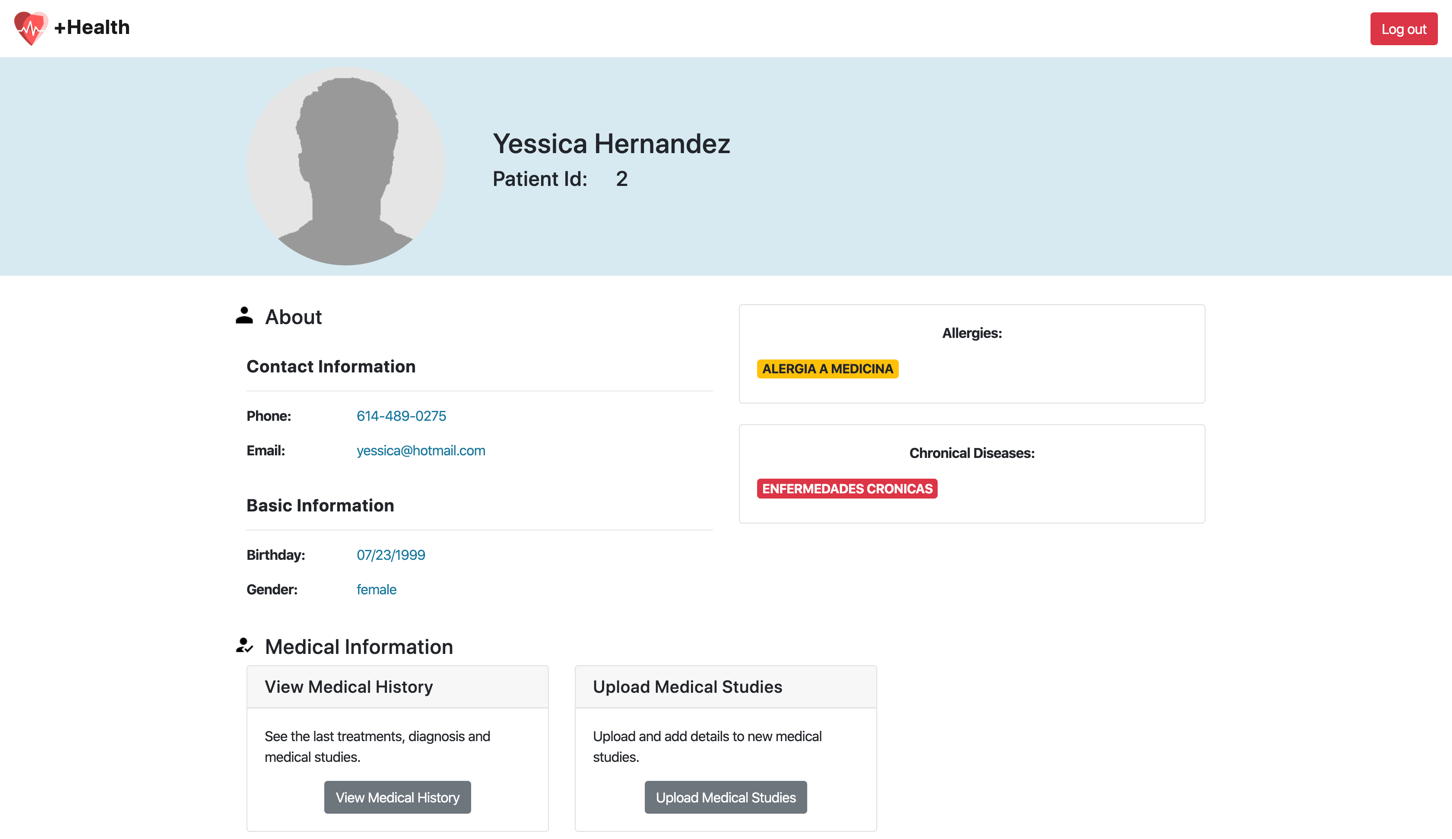 +Health
Log out
Yessica Hernandez
Patient Id: 2
About
Contact Information
Phone: 614-489-0275
Email: yessica@hotmail.com
Basic Information
Birthday: 07/23/1999
Gender: female
Allergies:
ALERGIA A MEDICINA
Chronical Diseases:
ENFERMEDADES CRONICAS
Medical Information
View Medical History
See the last treatments, diagnosis and
medical studies.
View Medical History
Upload Medical Studies
Upload and add details to new medical
studies.
Upload Medical Studies